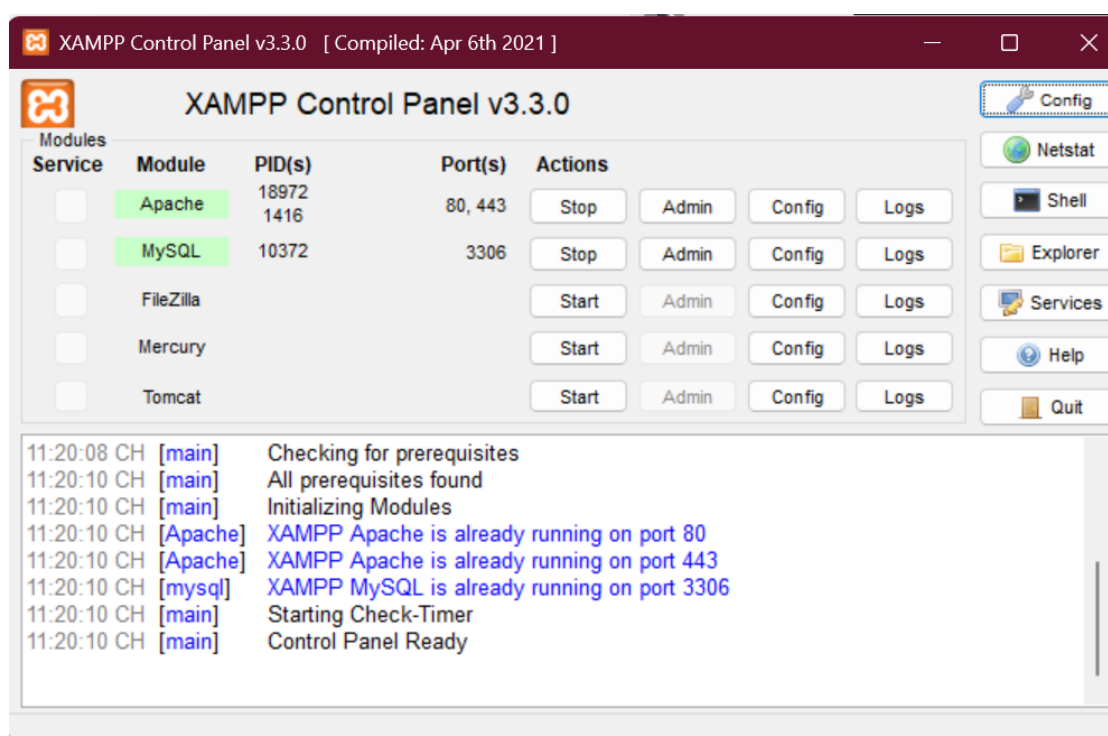 XAMPP Control Panel v3.3.0 [ Compiled: Apr 6th 2021 ]
XAMPP Control Panel v3.3.0
Modules
Service Module PID(s) Port(s) Actions
Apache 18972 1416 80, 443 Stop Admin Config Logs
MySQL 10372 3306 Stop Admin Config Logs
FileZilla Start Admin Config Logs
Mercury Start Admin Config Logs
Tomcat Start Admin Config Logs
Config
Netstat
Shell
Explorer
Services
Help
Quit
11:20:08 CH [main] Checking for prerequisites
11:20:10 CH [main] All prerequisites found
11:20:10 CH [main] Initializing Modules
11:20:10 CH [Apache] XAMPP Apache is already running on port 80
11:20:10 CH [Apache] XAMPP Apache is already running on port 443
11:20:10 CH [mysql] XAMPP MySQL is already running on port 3306
11:20:10 CH [main] Starting Check-Timer
11:20:10 CH [main] Control Panel Ready